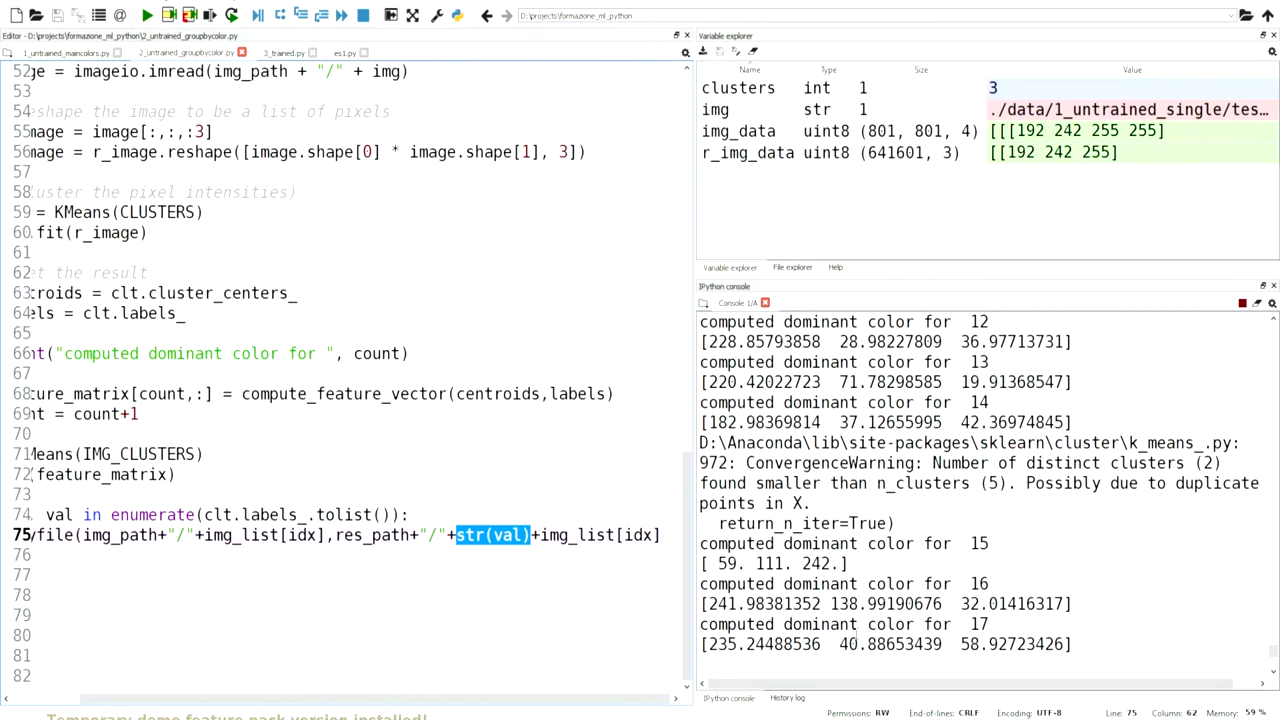 D:\projects\formazione_ml_python
Editor - D:\projects\formazione_ml_python\2_untrained_groupbycolor.py
1_untrained_maincolors.py
2_untrained_groupbycolor.py
3_trained.py
es1.py
52 ge = imageio.imread(img_path + "/" + img)
53
54 eshape the image to be a list of pixels
55 mage = image[:,:,:3]
56 mage = r_image.reshape([image.shape[0] * image.shape[1], 3])
57
58 luster the pixel intensities)
59 = KMeans(CLUSTERS)
60 .fit(r_image)
61
62 et the result
63 troids = clt.cluster_centers_
64 els = clt.labels_
65
66 nt("computed dominant color for ", count)
67
68 ture_matrix[count,:] = compute_feature_vector(centroids,labels)
69 nt = count+1
70
71 Means(IMG_CLUSTERS)
72 (feature_matrix)
73
74 val in enumerate(clt.labels_.tolist()):
75 yfile(img_path+"/"+img_list[idx],res_path+"/"+str(val)+img_list[idx]
76
77
78
79
80
81
82
Variable explorer
Name Type Size Value
clusters int 1 3
img str 1 ./data/1_untrained_single/tes…
img_data uint8 (801, 801, 4) [[[192 242 255 255]
r_img_data uint8 (641601, 3) [[192 242 255]
Variable explorer File explorer Help
IPython console
Console 1/A
computed dominant color for  12
[228.85793858  28.98227809  36.97713731]
computed dominant color for  13
[220.42022723  71.78298585  19.91368547]
computed dominant color for  14
[182.98369814  37.12655995  42.36974845]
D:\Anaconda\lib\site-packages\sklearn\cluster\k_means_.py:
972: ConvergenceWarning: Number of distinct clusters (2)
found smaller than n_clusters (5). Possibly due to duplicate
points in X.
  return_n_iter=True)
computed dominant color for  15
[ 59. 111. 242.]
computed dominant color for  16
[241.98381352 138.99190676  32.01416317]
computed dominant color for  17
[235.24488536  40.88653439  58.92723426]
IPython console History log
Permissions: RW End-of-lines: CRLF Encoding: UTF-8 Line: 75 Column: 62 Memory: 59 %
Temporary demo feature pack version installed!